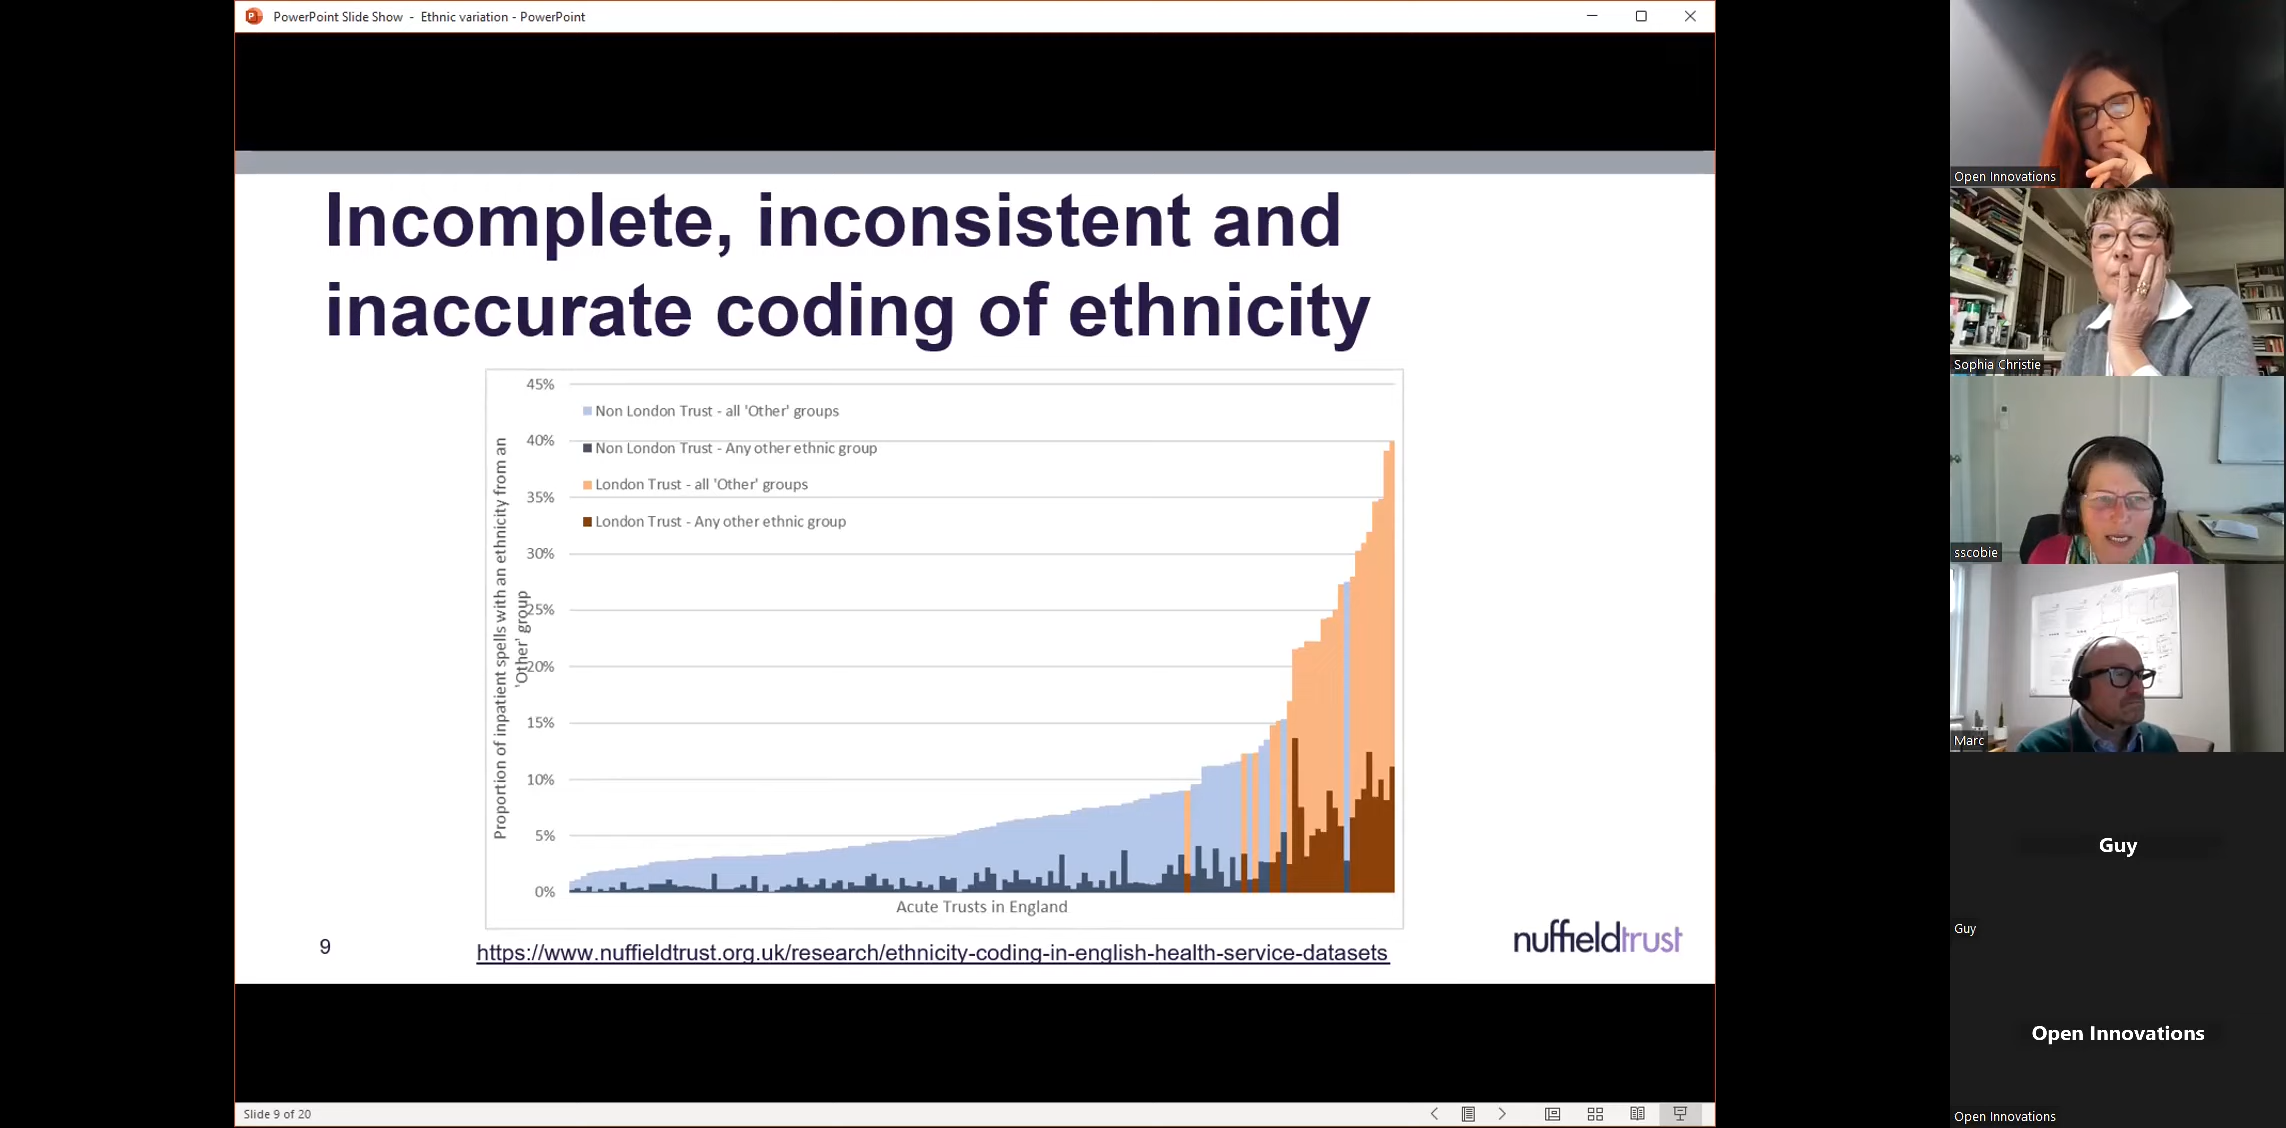 PowerPoint Slide Show - Ethnic variation - PowerPoint
Incomplete, inconsistent and
inaccurate coding of ethnicity
45%
40%
35%
30%
25%
20%
15%
10%
5%
0%
Proportion of inpatient spells with an ethnicity from an
'Other' group
Non London Trust - all 'Other' groups
Non London Trust - Any other ethnic group
London Trust - all 'Other' groups
London Trust - Any other ethnic group
Acute Trusts in England
9
https://www.nuffieldtrust.org.uk/research/ethnicity-coding-in-english-health-service-datasets
nuffieldtrust
Slide 9 of 20
Open Innovations
Sophia Christie
sscobie
Marc
Guy
Guy
Open Innovations
Open Innovations